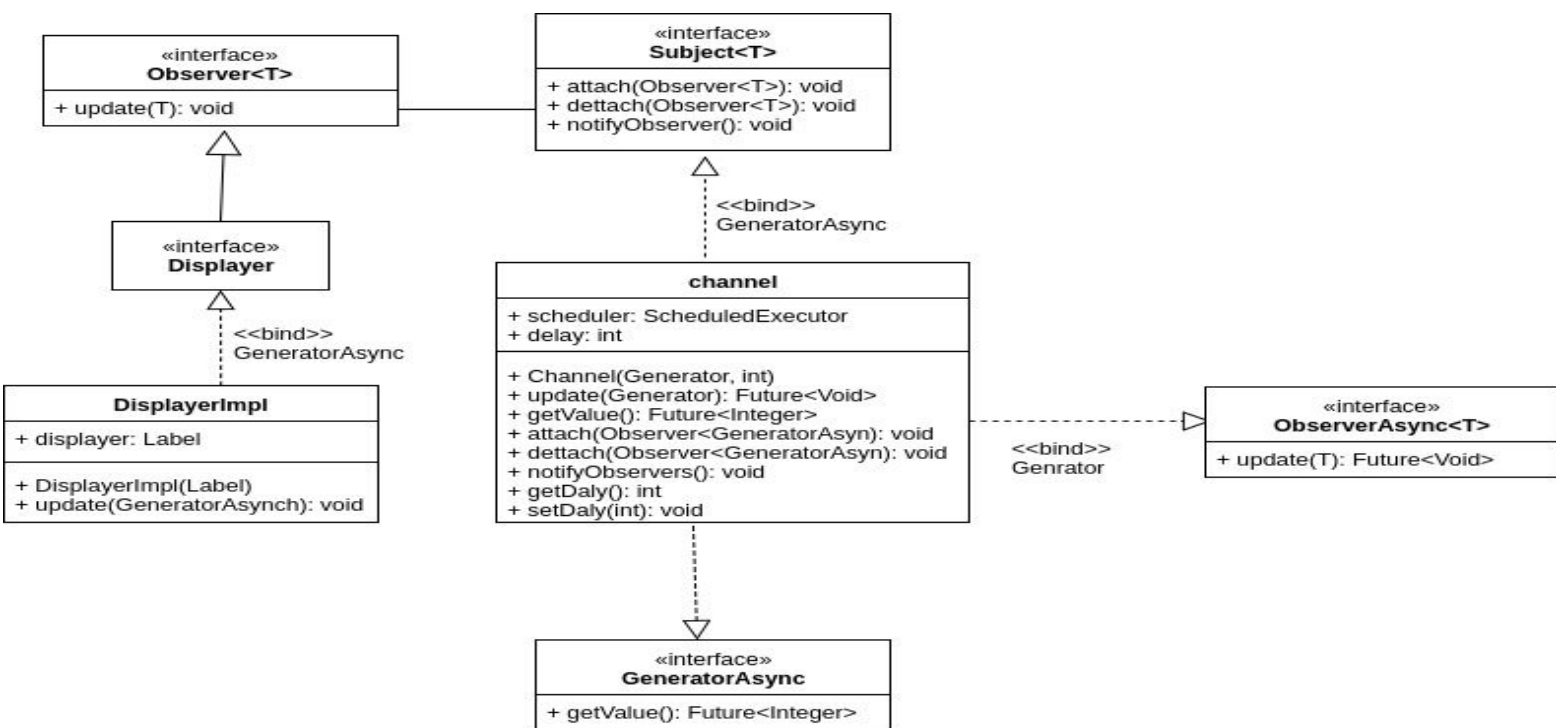 «interface»
Observer<T>
+ update(T): void
«interface»
Subject<T>
+ attach(Observer<T>): void
+ dettach(Observer<T>): void
+ notifyObserver(): void
<<bind>>
GeneratorAsync
«interface»
Displayer
<<bind>>
GeneratorAsync
DisplayerImpl
+ displayer: Label
+ DisplayerImpl(Label)
+ update(GeneratorAsynch): void
channel
+ scheduler: ScheduledExecutor
+ delay: int
+ Channel(Generator, int)
+ update(Generator): Future<Void>
+ getValue(): Future<Integer>
+ attach(Observer<GeneratorAsyn): void
+ dettach(Observer<GeneratorAsyn): void
+ notifyObservers(): void
+ getDaly(): int
+ setDaly(int): void
<<bind>>
Genrator
«interface»
ObserverAsync<T>
+ update(T): Future<Void>
«interface»
GeneratorAsync
+ getValue(): Future<Integer>